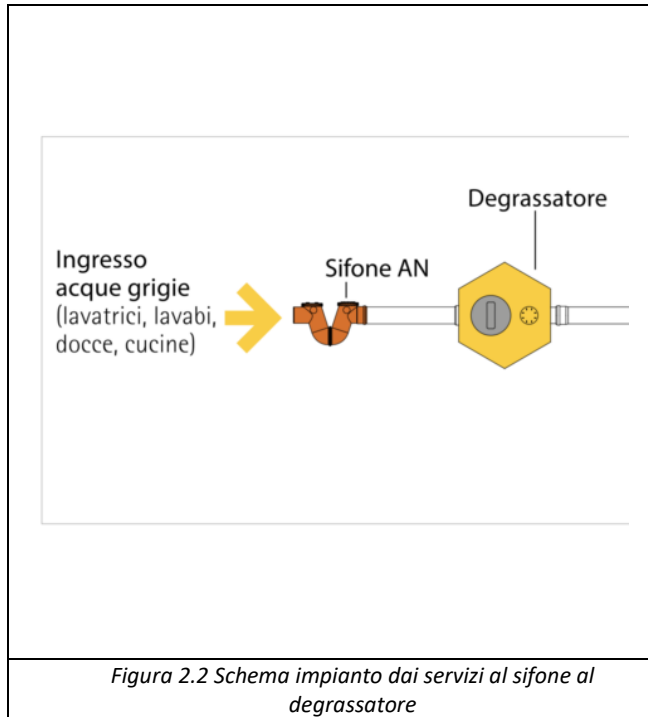 Degrassatore
Ingresso
acque grigie
(lavatrici, lavabi,
docce, cucine)
Sifone AN
Figura 2.2 Schema impianto dai servizi al sifone al
degrassatore